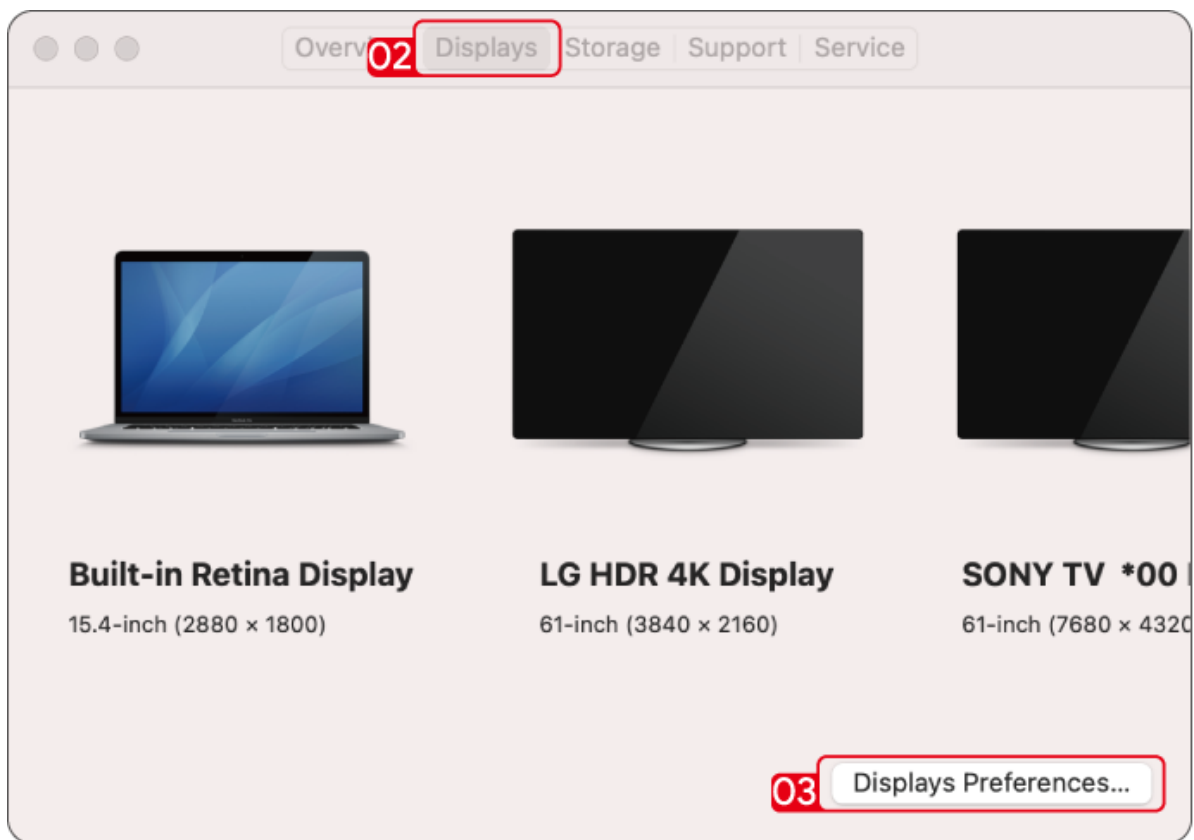 Overv 02 Displays Storage Support Service
Built-in Retina Display
15.4-inch (2880 × 1800)
LG HDR 4K Display
61-inch (3840 × 2160)
SONY TV *00
61-inch (7680 × 4320
03 Displays Preferences...